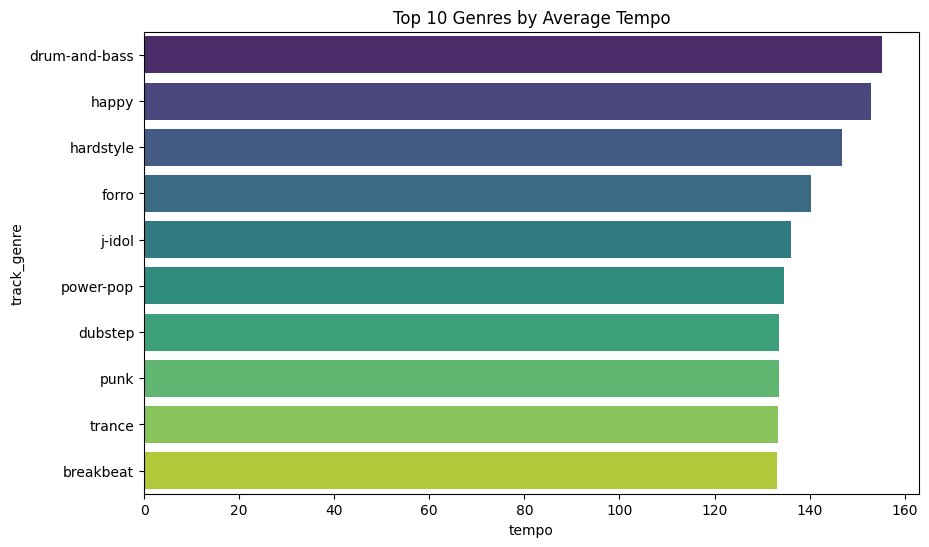 Top 10 Genres by Average Tempo
track_genre
drum-and-bass
happy
hardstyle
forro
j-idol
power-pop
dubstep
punk
trance
breakbeat
0 20 40 60 80 100 120 140 160
tempo